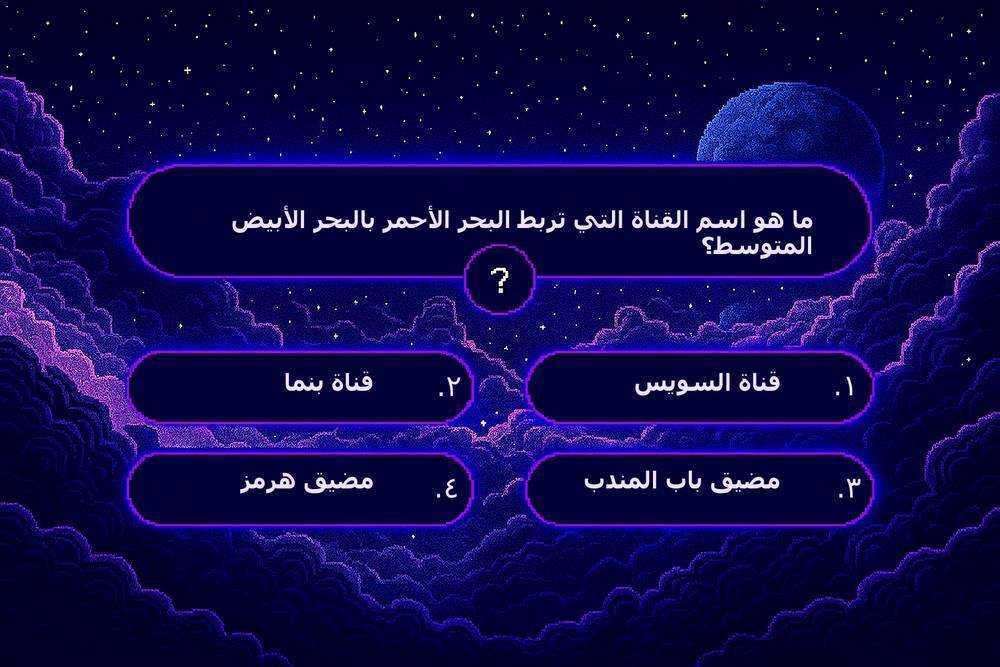 ما هو اسم القناة التي تربط البحر الأحمر بالبحر الأبيض
المتوسط؟
?
١. قناة السويس
٢. قناة بنما
٣. مضيق باب المندب
٤. مضيق هرمز